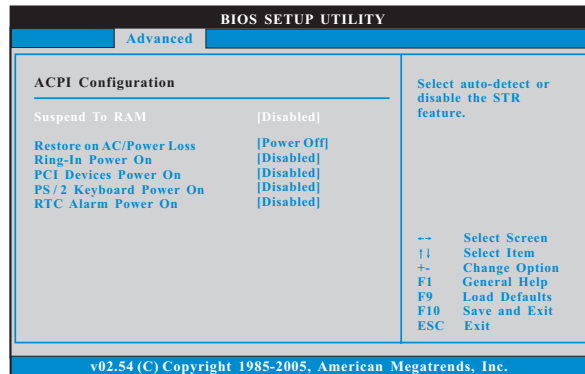 BIOS SETUP UTILITY
Advanced
ACPI Configuration
Suspend To RAM [Disabled]
Restore on AC/Power Loss [Power Off]
Ring-In Power On [Disabled]
PCI Devices Power On [Disabled]
PS/2 Keyboard Power On [Disabled]
RTC Alarm Power On [Disabled]
Select auto-detect or
disable the STR
feature.
←→ Select Screen
↑↓ Select Item
+- Change Option
F1 General Help
F9 Load Defaults
F10 Save and Exit
ESC Exit
v02.54 (C) Copyright 1985-2005, American Megatrends, Inc.